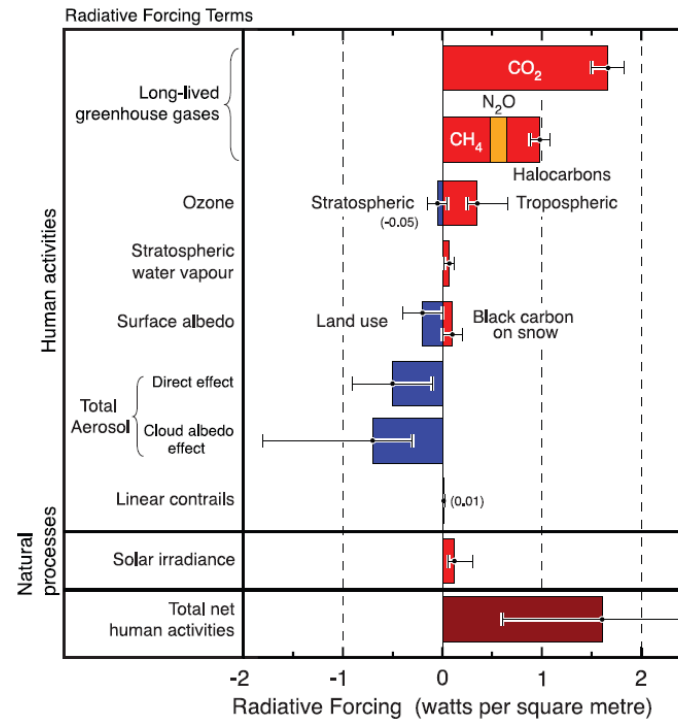 Radiative Forcing Terms
CO2
Long-lived
greenhouse gases
N2O
CH4
Halocarbons
Ozone
Stratospheric
(-0.05)
Tropospheric
Stratospheric
water vapour
Human activities
Surface albedo
Land use
Black carbon
on snow
Total
Aerosol
Direct effect
Cloud albedo
effect
Linear contrails
(0.01)
Natural
processes
Solar irradiance
Total net
human activities
-2 -1 0 1 2
Radiative Forcing (watts per square metre)